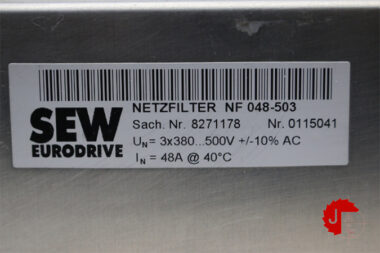 NETZFILTER NF 048-503
SEW
EURODRIVE
Sach. Nr. 8271178 Nr. 0115041
UN = 3x380...500V +/-10% AC
IN = 48A @ 40°C